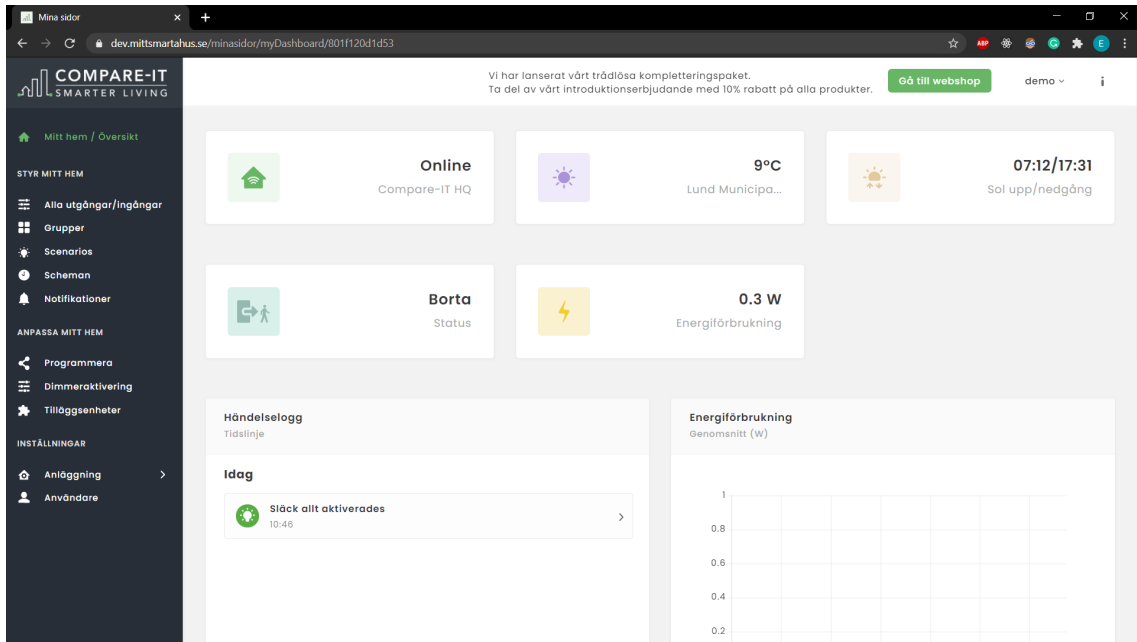 Mina sidor
dev.mittsmartahus.se/minasidor/myDashboard/801f120d1d53
ABP
G
E
COMPARE-IT
SMARTER LIVING
Vi har lanserat vårt trådlösa kompletteringspaket.
Ta del av vårt introduktionserbjudande med 10% rabatt på alla produkter.
Gå till webshop
demo
i
Mitt hem / Översikt
STYR MITT HEM
Alla utgångar/ingångar
Grupper
Scenarios
Scheman
Notifikationer
ANPASSA MITT HEM
Programmera
Dimmeraktivering
Tilläggsenheter
INSTÄLLNINGAR
Anläggning
Användare
Online
Compare-IT HQ
9°C
Lund Municipa...
07:12/17:31
Sol upp/nedgång
Borta
Status
0.3 W
Energiförbrukning
Händelselogg
Tidslinje
Idag
Släck allt aktiverades
10:46
Energiförbrukning
Genomsnitt (W)
1
0.8
0.6
0.4
0.2